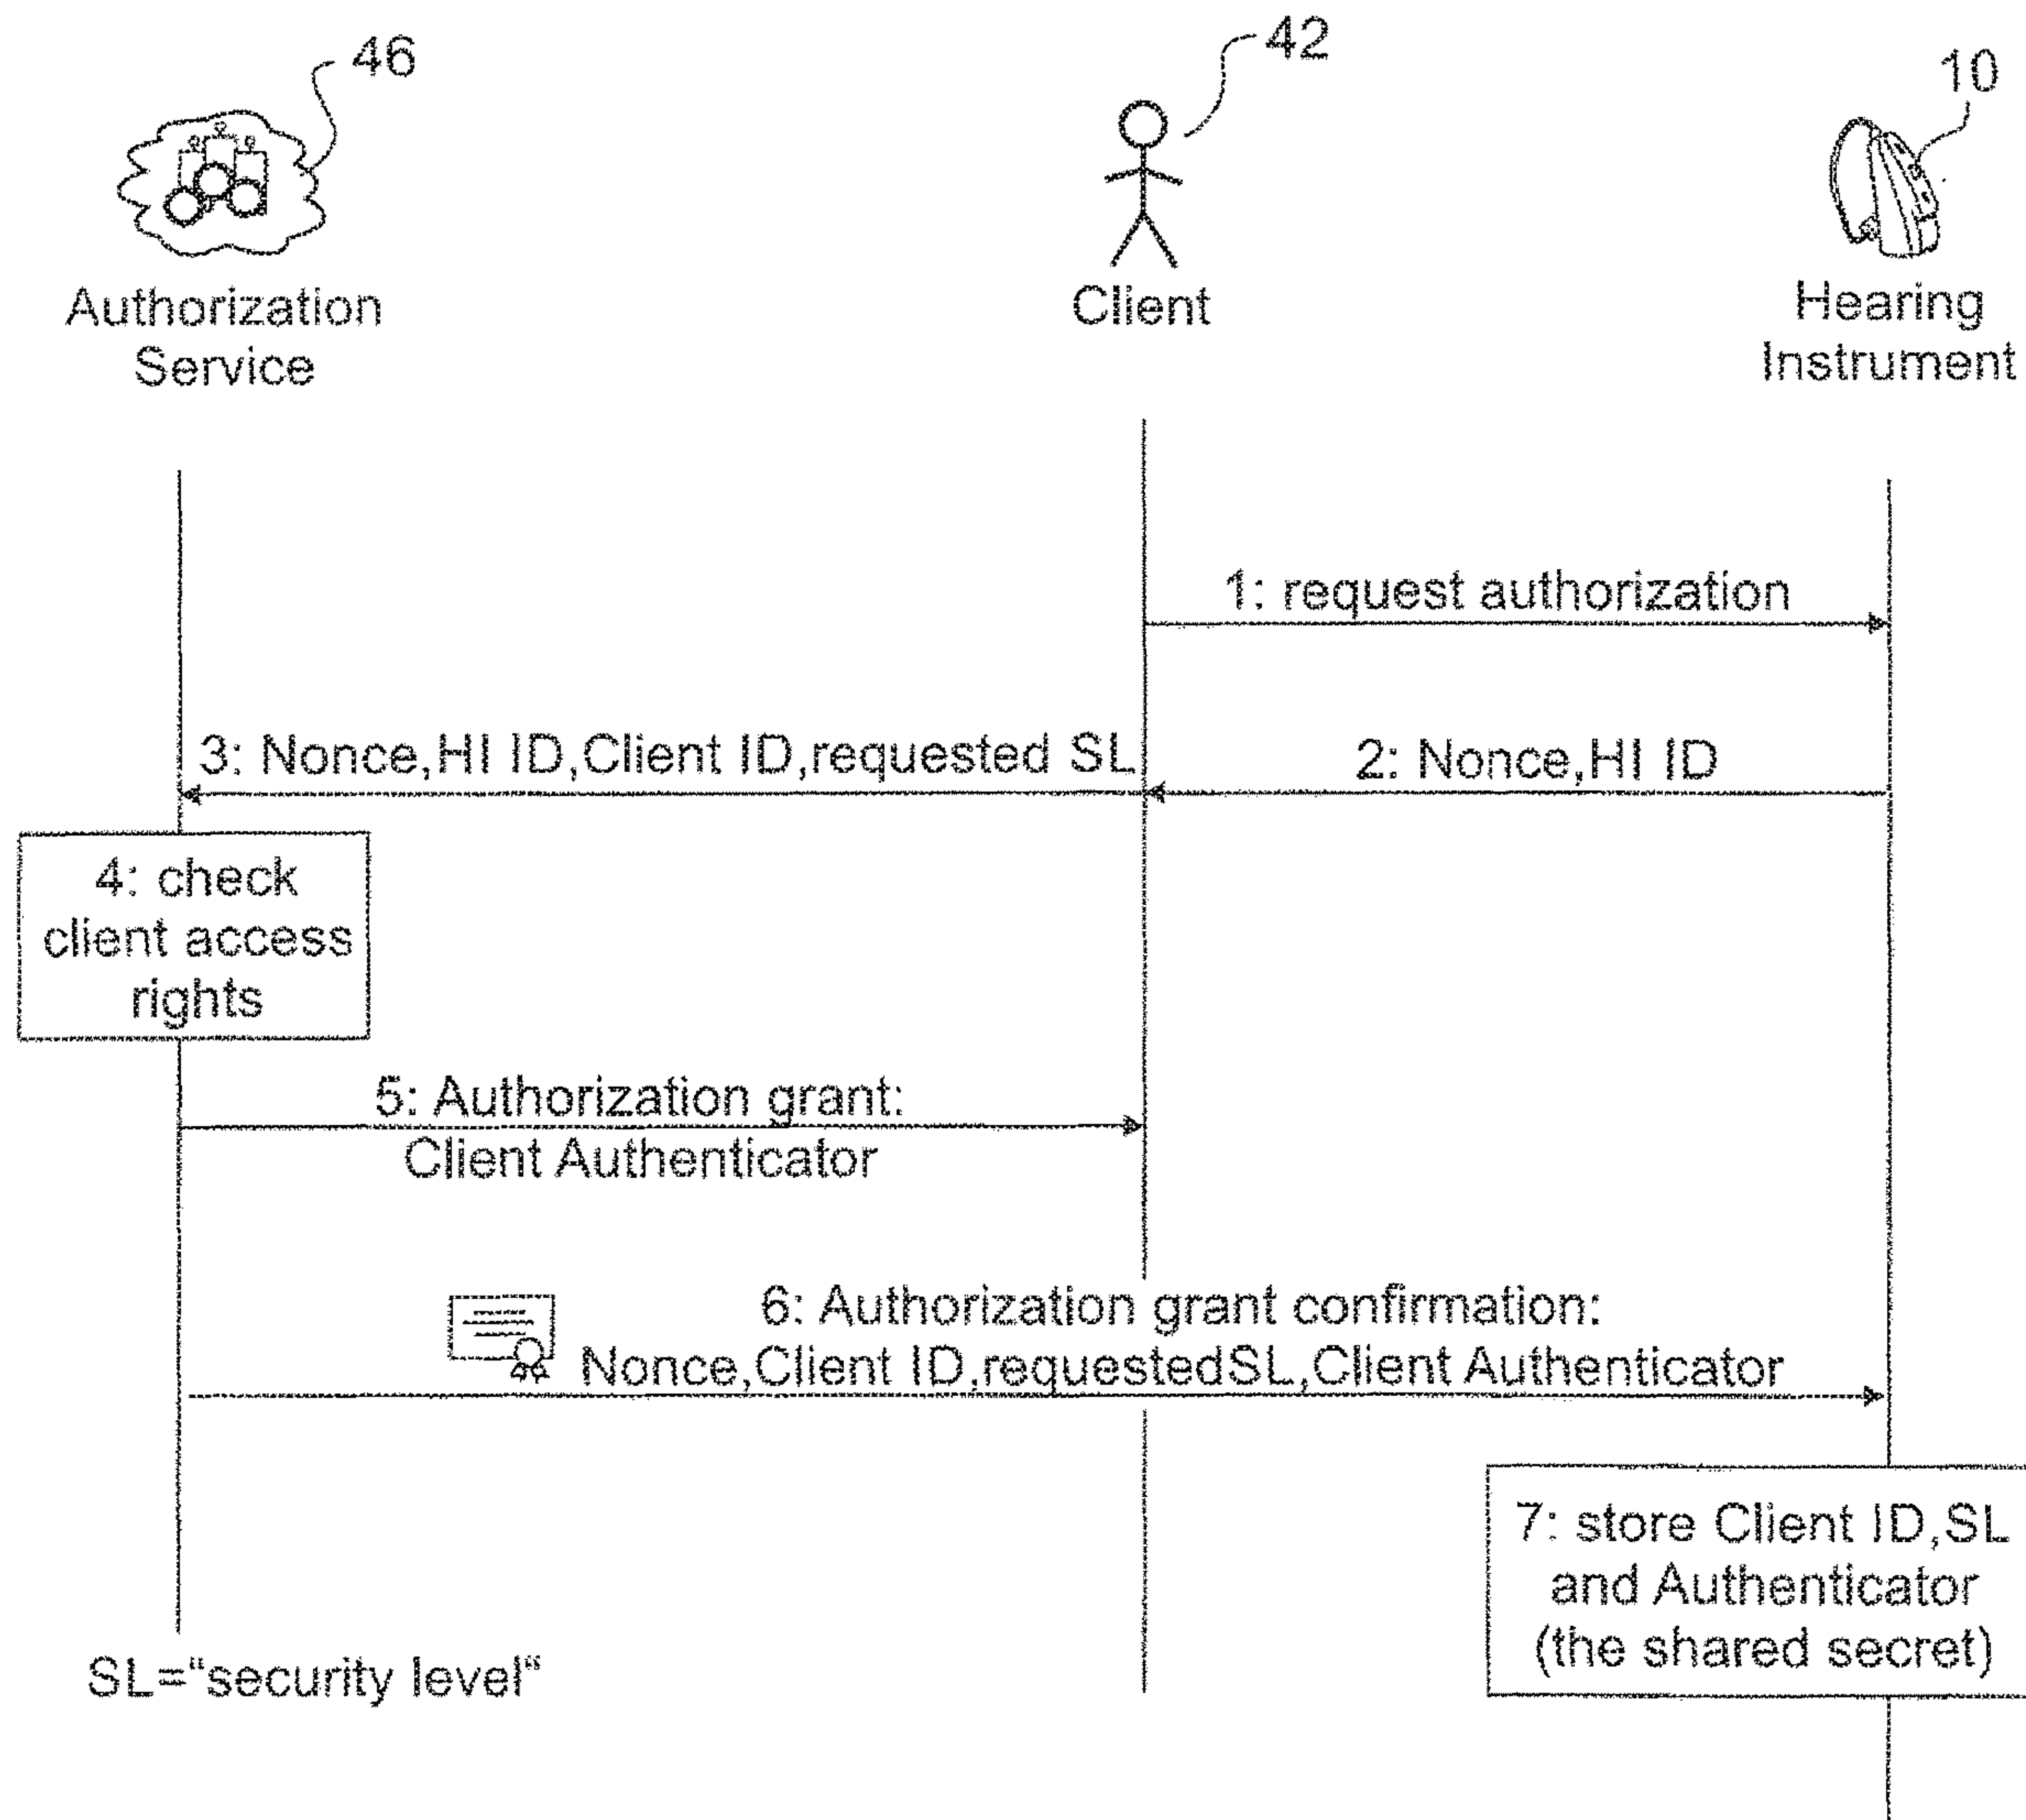 46
42
10
Authorization
Service
Client
Hearing
Instrument
1: request authorization
3: Nonce,HI ID,Client ID,requested SL
2: Nonce,HI ID
4: check
client access
rights
5: Authorization grant:
Client Authenticator
6: Authorization grant confirmation:
Nonce,Client ID,requestedSL,Client Authenticator
7: store Client ID,SL
and Authenticator
(the shared secret)
SL=“security level“